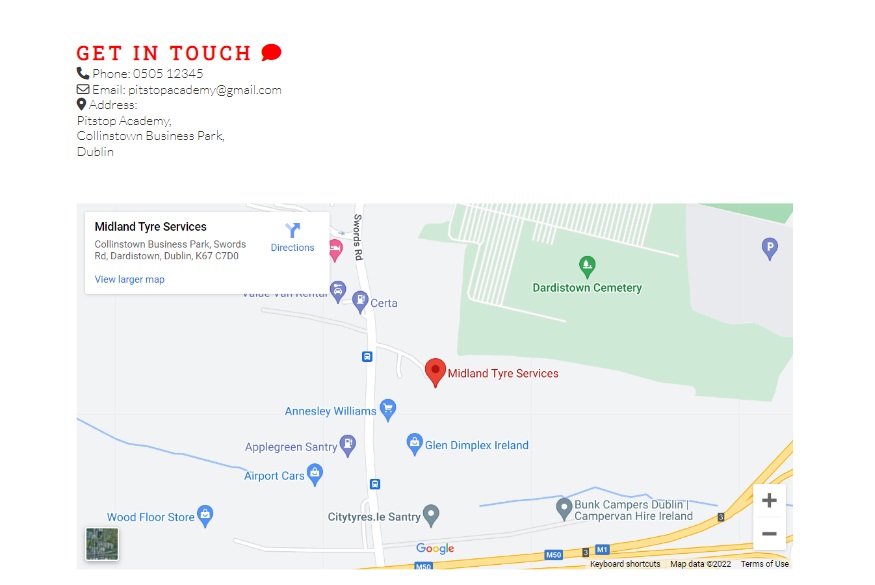 GET IN TOUCH
Phone: 0505 12345
Email: pitstopacademy@gmail.com
Address:
Pitstop Academy,
Collinstown Business Park,
Dublin
Midland Tyre Services
Collinstown Business Park, Swords
Rd, Dardistown, Dublin, K67 C7D0
Directions
View larger map
Swords Rd
P
Dardistown Cemetery
Value Van Rental
Certa
Midland Tyre Services
Annesley Williams
Applegreen Santry
Glen Dimplex Ireland
Airport Cars
Wood Floor Store
Citytyres.ie Santry
Bunk Campers Dublin |
Campervan Hire Ireland
3
Google
M50
3
M1
M50
Keyboard shortcuts
Map data ©2022
Terms of Use